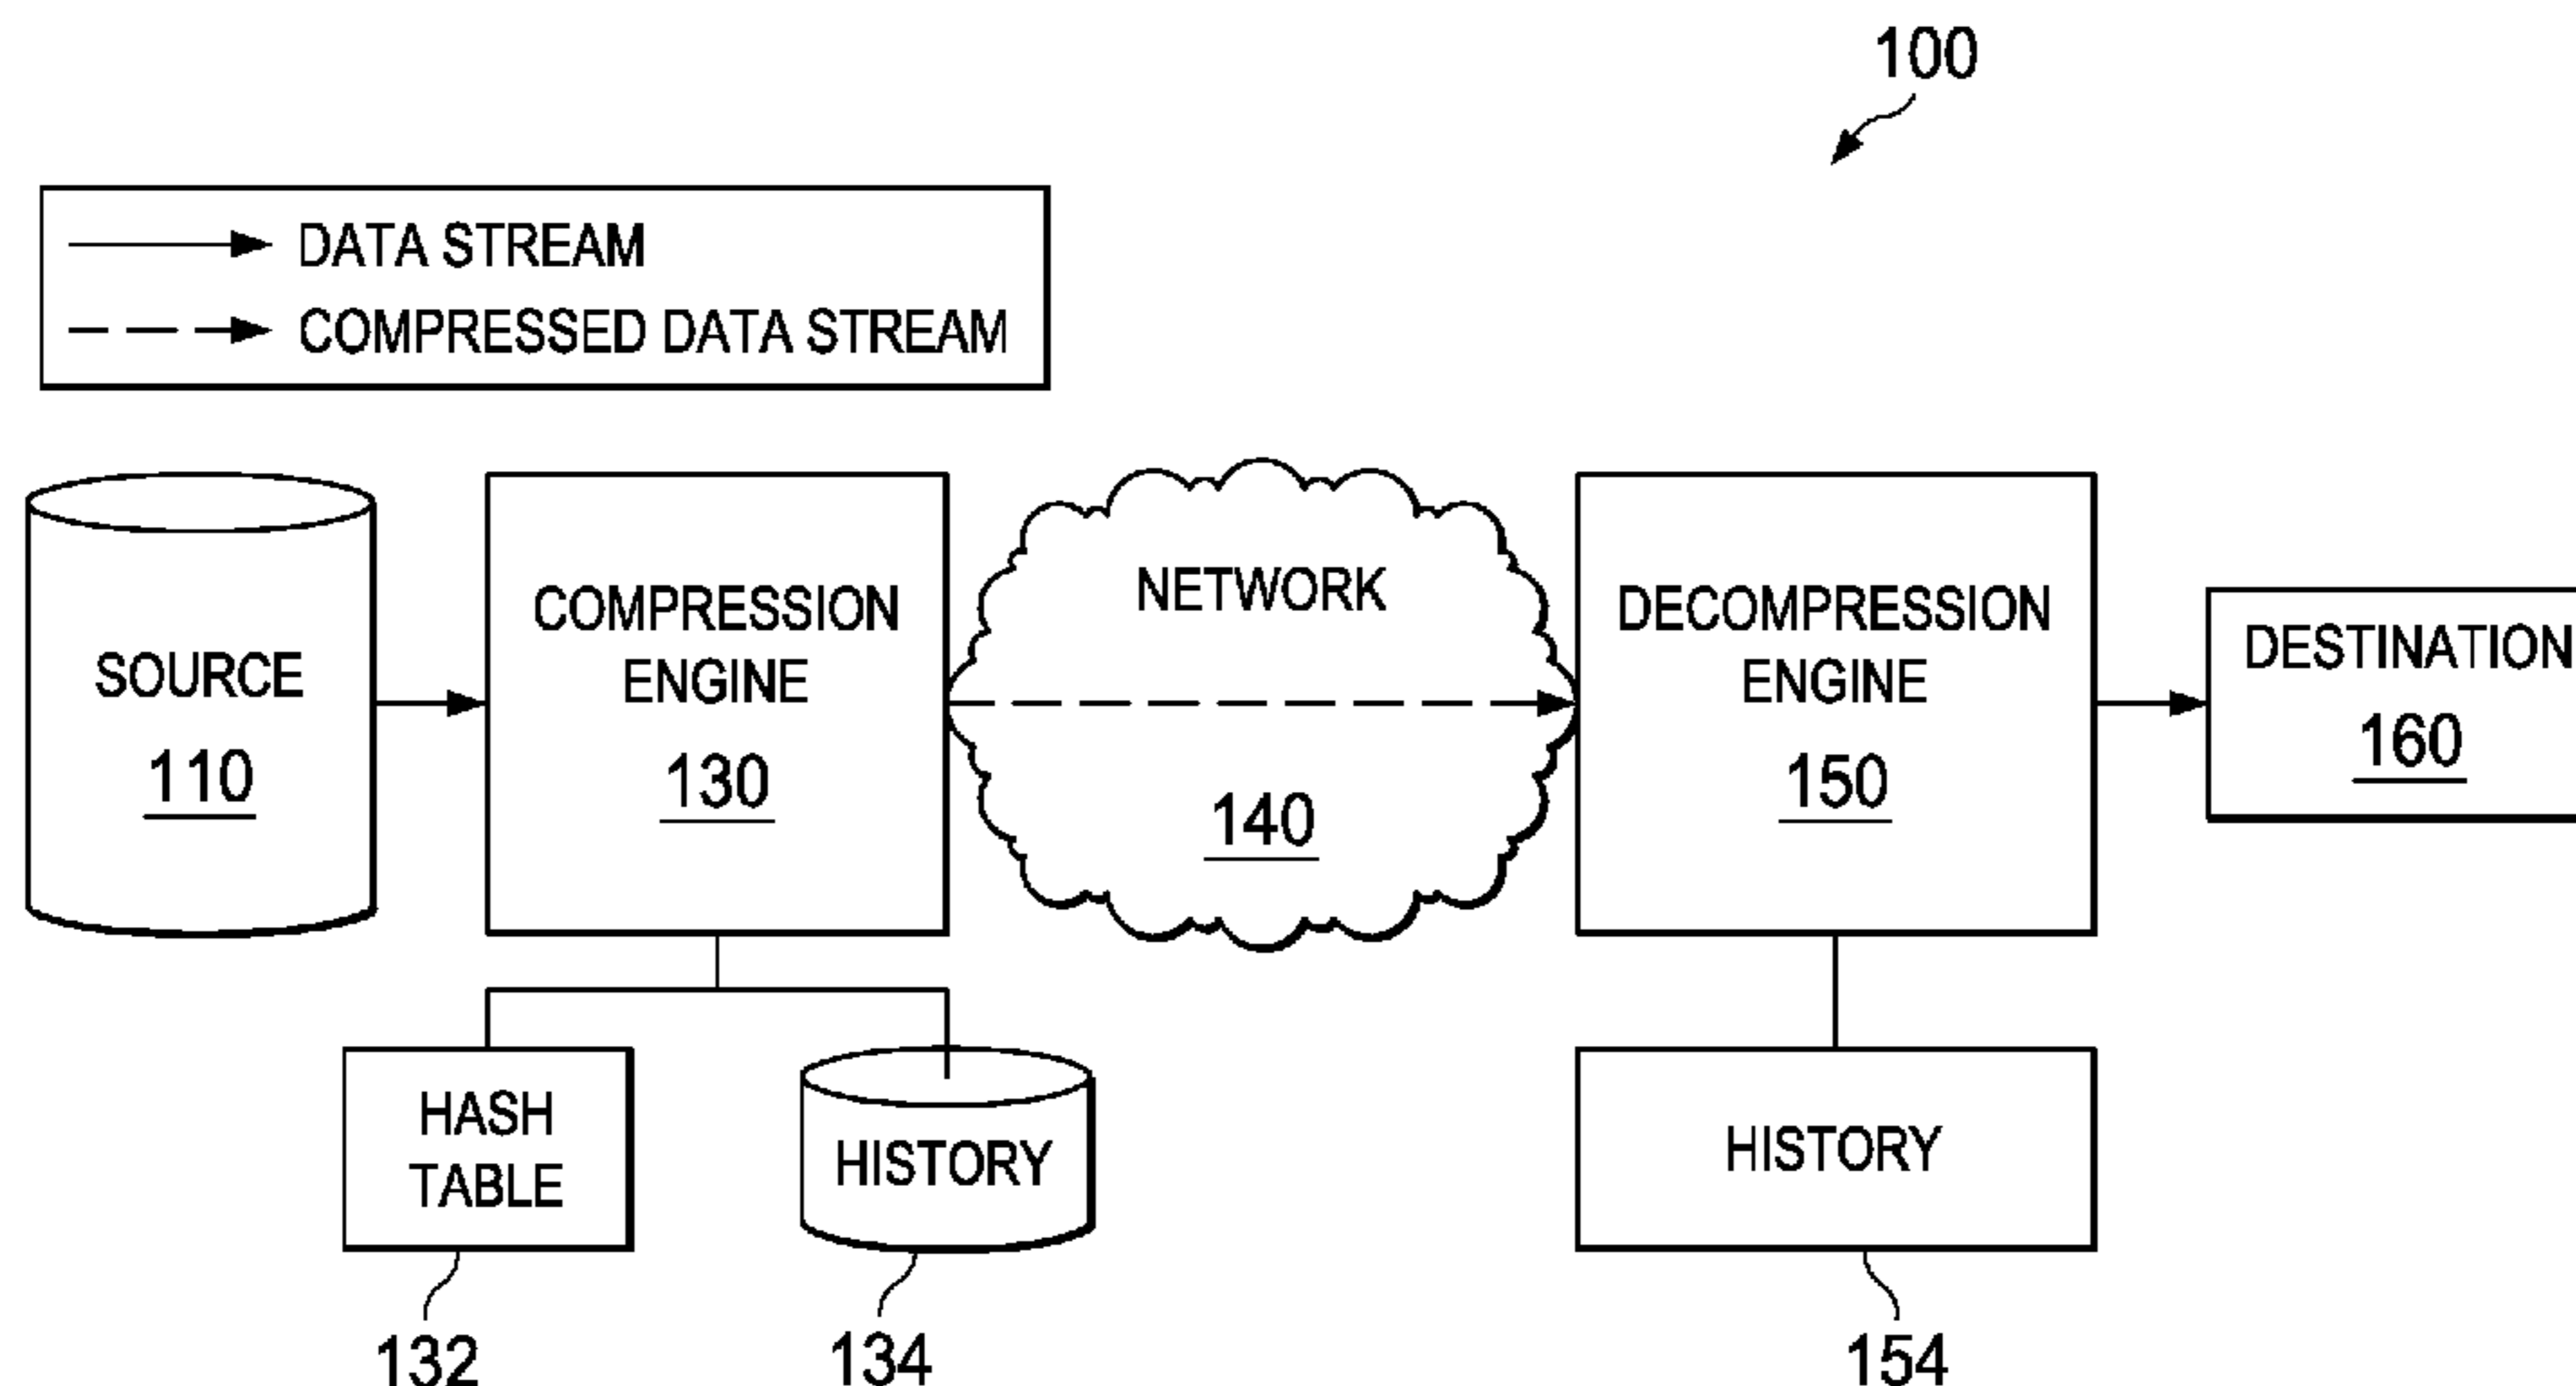 100
DATA STREAM
COMPRESSED DATA STREAM
SOURCE
110
COMPRESSION
ENGINE
130
NETWORK
140
DECOMPRESSION
ENGINE
150
DESTINATION
160
HASH
TABLE
132
HISTORY
134
HISTORY
154